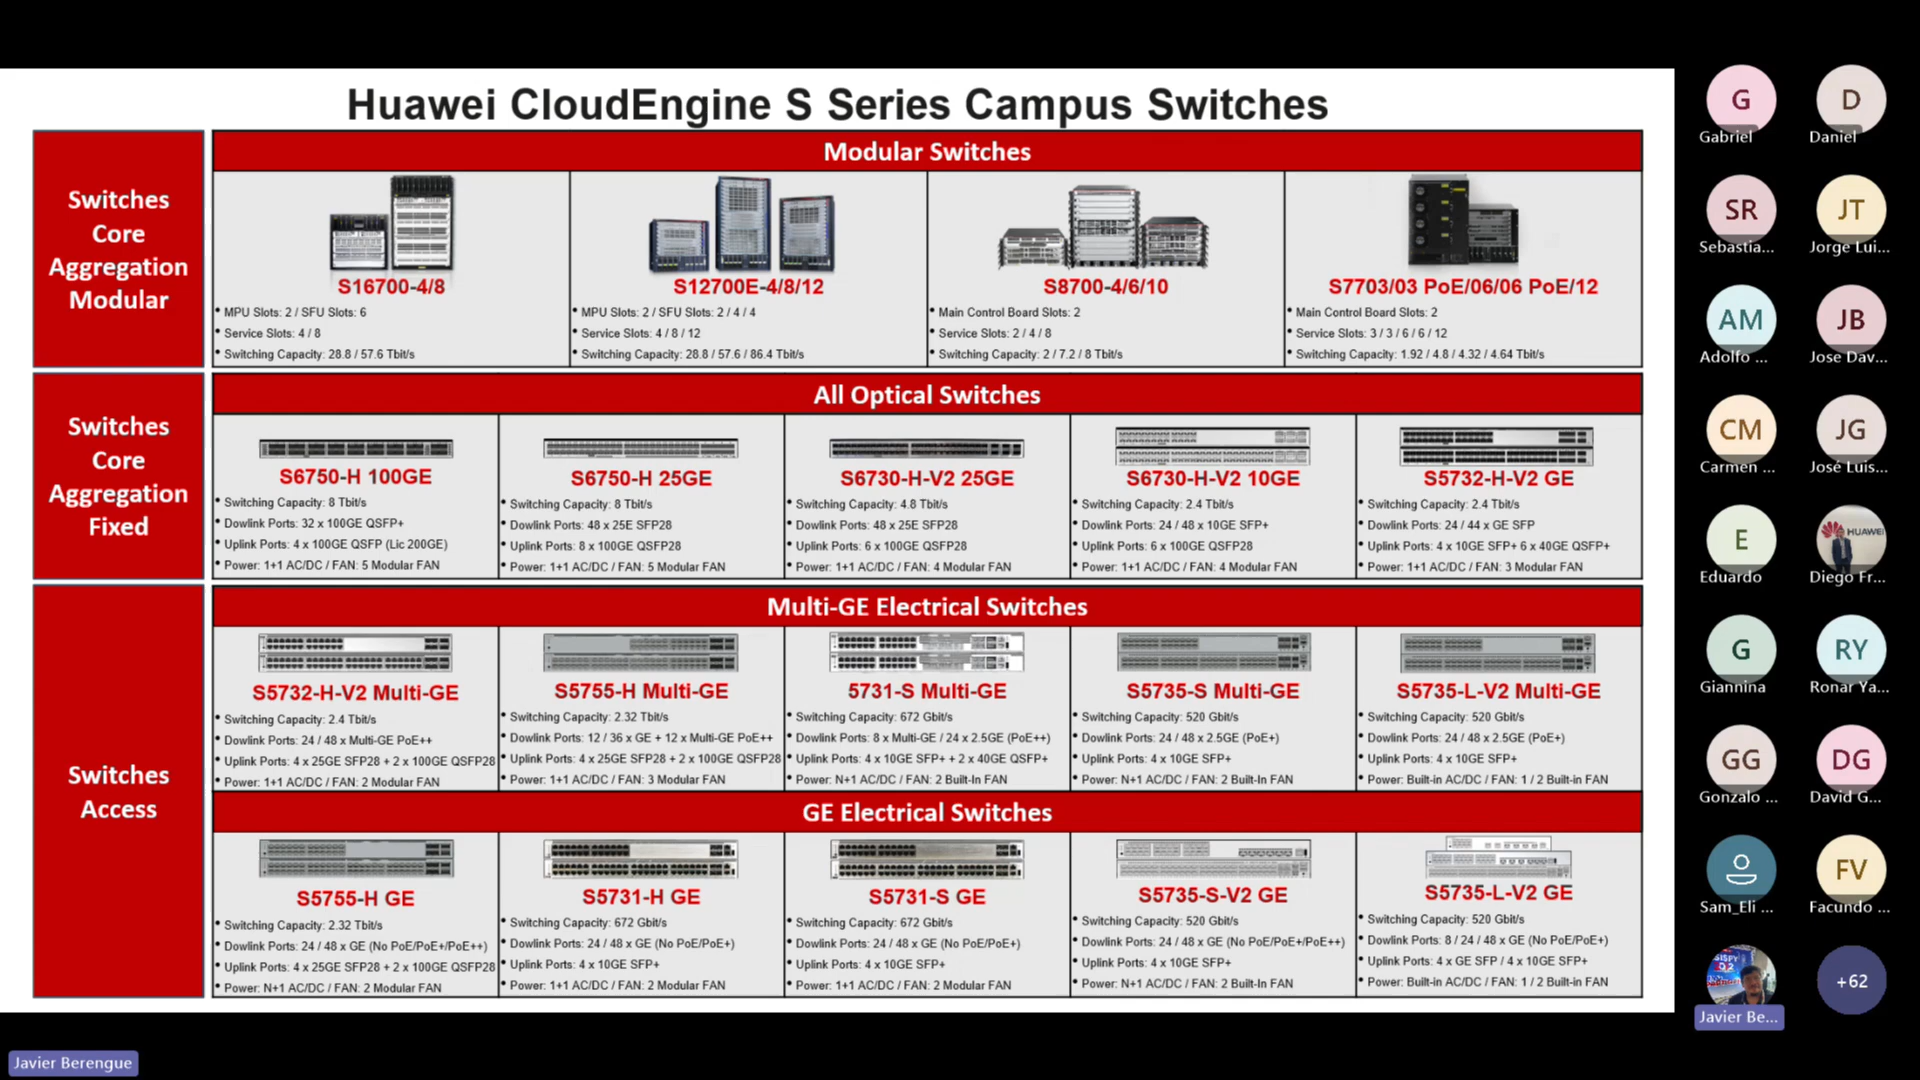 Huawei CloudEngine S Series Campus Switches
Switches
Core
Aggregation
Modular
Modular Switches
S16700-4/8
• MPU Slots: 2 / SFU Slots: 6
• Service Slots: 4 / 8
• Switching Capacity: 28.8 / 57.6 Tbit/s
S12700E-4/8/12
• MPU Slots: 2 / SFU Slots: 2 / 4 / 4
• Service Slots: 4 / 8 / 12
• Switching Capacity: 28.8 / 57.6 / 86.4 Tbit/s
S8700-4/6/10
• Main Control Board Slots: 2
• Service Slots: 2 / 4 / 8
• Switching Capacity: 2 / 7.2 / 8 Tbit/s
S7703/03 PoE/06/06 PoE/12
• Main Control Board Slots: 2
• Service Slots: 3 / 3 / 6 / 6 / 12
• Switching Capacity: 1.92 / 4.8 / 4.32 / 4.64 Tbit/s
Switches
Core
Aggregation
Fixed
All Optical Switches
S6750-H 100GE
• Switching Capacity: 8 Tbit/s
• Dowlink Ports: 32 x 100GE QSFP+
• Uplink Ports: 4 x 100GE QSFP (Lic 200GE)
• Power: 1+1 AC/DC / FAN: 5 Modular FAN
S6750-H 25GE
• Switching Capacity: 8 Tbit/s
• Dowlink Ports: 48 x 25E SFP28
• Uplink Ports: 8 x 100GE QSFP28
• Power: 1+1 AC/DC / FAN: 5 Modular FAN
S6730-H-V2 25GE
• Switching Capacity: 4.8 Tbit/s
• Dowlink Ports: 48 x 25E SFP28
• Uplink Ports: 6 x 100GE QSFP28
• Power: 1+1 AC/DC / FAN: 4 Modular FAN
S6730-H-V2 10GE
• Switching Capacity: 2.4 Tbit/s
• Dowlink Ports: 24 / 48 x 10GE SFP+
• Uplink Ports: 6 x 100GE QSFP28
• Power: 1+1 AC/DC / FAN: 4 Modular FAN
S5732-H-V2 GE
• Switching Capacity: 2.4 Tbit/s
• Dowlink Ports: 24 / 44 x GE SFP
• Uplink Ports: 4 x 10GE SFP+ 6 x 40GE QSFP+
• Power: 1+1 AC/DC / FAN: 3 Modular FAN
Switches
Access
Multi-GE Electrical Switches
S5732-H-V2 Multi-GE
• Switching Capacity: 2.4 Tbit/s
• Dowlink Ports: 24 / 48 x Multi-GE PoE++
• Uplink Ports: 4 x 25GE SFP28 + 2 x 100GE QSFP28
• Power: 1+1 AC/DC / FAN: 2 Modular FAN
S5755-H Multi-GE
• Switching Capacity: 2.32 Tbit/s
• Dowlink Ports: 12 / 36 x GE + 12 x Multi-GE PoE++
• Uplink Ports: 4 x 25GE SFP28 + 2 x 100GE QSFP28
• Power: 1+1 AC/DC / FAN: 3 Modular FAN
5731-S Multi-GE
• Switching Capacity: 672 Gbit/s
• Dowlink Ports: 8 x Multi-GE / 24 x 2.5GE (PoE++)
• Uplink Ports: 4 x 10GE SFP+ + 2 x 40GE QSFP+
• Power: N+1 AC/DC / FAN: 2 Built-In FAN
S5735-S Multi-GE
• Switching Capacity: 520 Gbit/s
• Dowlink Ports: 24 / 48 x 2.5GE (PoE+)
• Uplink Ports: 4 x 10GE SFP+
• Power: N+1 AC/DC / FAN: 2 Built-In FAN
S5735-L-V2 Multi-GE
• Switching Capacity: 520 Gbit/s
• Dowlink Ports: 24 / 48 x 2.5GE (PoE+)
• Uplink Ports: 4 x 10GE SFP+
• Power: Built-in AC/DC / FAN: 1 / 2 Built-in FAN
GE Electrical Switches
S5755-H GE
• Switching Capacity: 2.32 Tbit/s
• Dowlink Ports: 24 / 48 x GE (No PoE/PoE+/PoE++)
• Uplink Ports: 4 x 25GE SFP28 + 2 x 100GE QSFP28
• Power: N+1 AC/DC / FAN: 2 Modular FAN
S5731-H GE
• Switching Capacity: 672 Gbit/s
• Dowlink Ports: 24 / 48 x GE (No PoE/PoE+)
• Uplink Ports: 4 x 10GE SFP+
• Power: 1+1 AC/DC / FAN: 2 Modular FAN
S5731-S GE
• Switching Capacity: 672 Gbit/s
• Dowlink Ports: 24 / 48 x GE (No PoE/PoE+)
• Uplink Ports: 4 x 10GE SFP+
• Power: 1+1 AC/DC / FAN: 2 Modular FAN
S5735-S-V2 GE
• Switching Capacity: 520 Gbit/s
• Dowlink Ports: 24 / 48 x GE (No PoE/PoE+/PoE++)
• Uplink Ports: 4 x 10GE SFP+
• Power: N+1 AC/DC / FAN: 2 Built-in FAN
S5735-L-V2 GE
• Switching Capacity: 520 Gbit/s
• Dowlink Ports: 8 / 24 / 48 x GE (No PoE/PoE+)
• Uplink Ports: 4 x GE SFP / 4 x 10GE SFP+
• Power: Built-in AC/DC / FAN: 1 / 2 Built-in FAN
G
Gabriel
D
Daniel
SR
Sebastia...
JT
Jorge Lui...
AM
Adolfo ...
JB
Jose Dav...
CM
Carmen ...
JG
José Luis...
E
Eduardo
HUAWEI
Diego Fr...
G
Giannina
RY
Ronar Ya...
GG
Gonzalo ...
DG
David G...
Sam_Eli ...
FV
Facundo ...
Javier Be...
+62
Javier Berengue